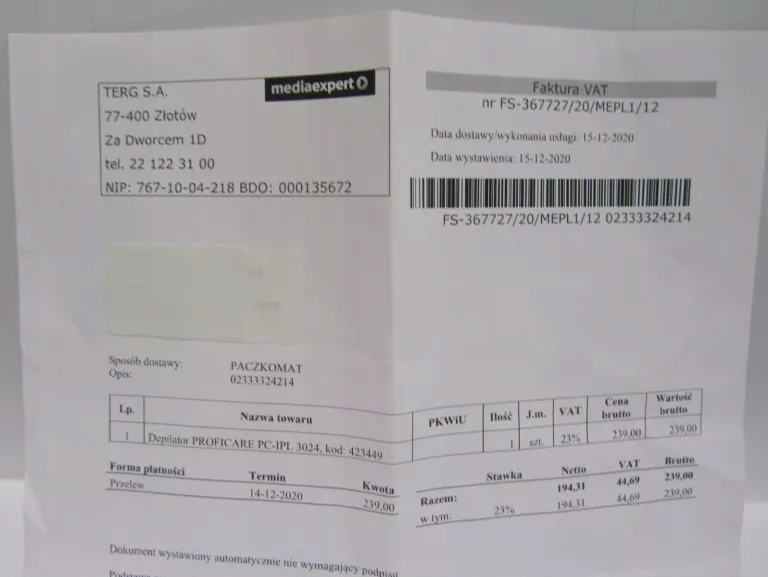 TERG S.A.
mediaexpert
77-400 Złotów
Za Dworcem 1D
tel. 22 122 31 00
NIP: 767-10-04-218 BDO: 000135672
Faktura VAT
nr FS-367727/20/MEPL1/12
Data dostawy/wykonania usługi: 15-12-2020
Data wystawienia: 15-12-2020
FS-367727/20/MEPL1/12 02333324214
Sposób dostawy: PACZKOMAT
Opis: 02333324214
Lp. Nazwa towaru PKWiU Ilość J.m. VAT Cena brutto Wartość brutto
1 Depilator PROFICARE PC-IPL 3024, kod: 423449 1 szt. 23% 239,00 239,00
Forma płatności Termin Kwota
Przelew 14-12-2020 239,00
Stawka Netto VAT Brutto
Razem: 194,31 44,69 239,00
w tym: 23% 194,31 44,69 239,00
Dokument wystawiony automatycznie nie wymagający podpisu